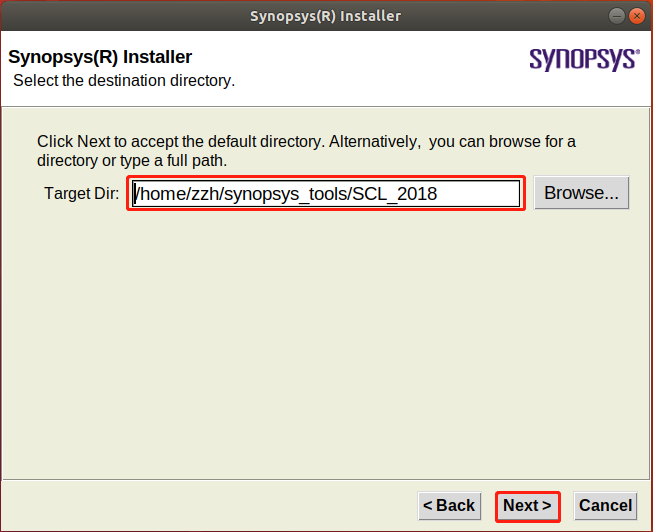 Synopsys(R) Installer
Synopsys(R) Installer
SYNOPSYS®
Select the destination directory.
Click Next to accept the default directory. Alternatively, you can browse for a
directory or type a full path.
Target Dir: /home/zzh/synopsys_tools/SCL_2018 Browse...
< Back Next > Cancel